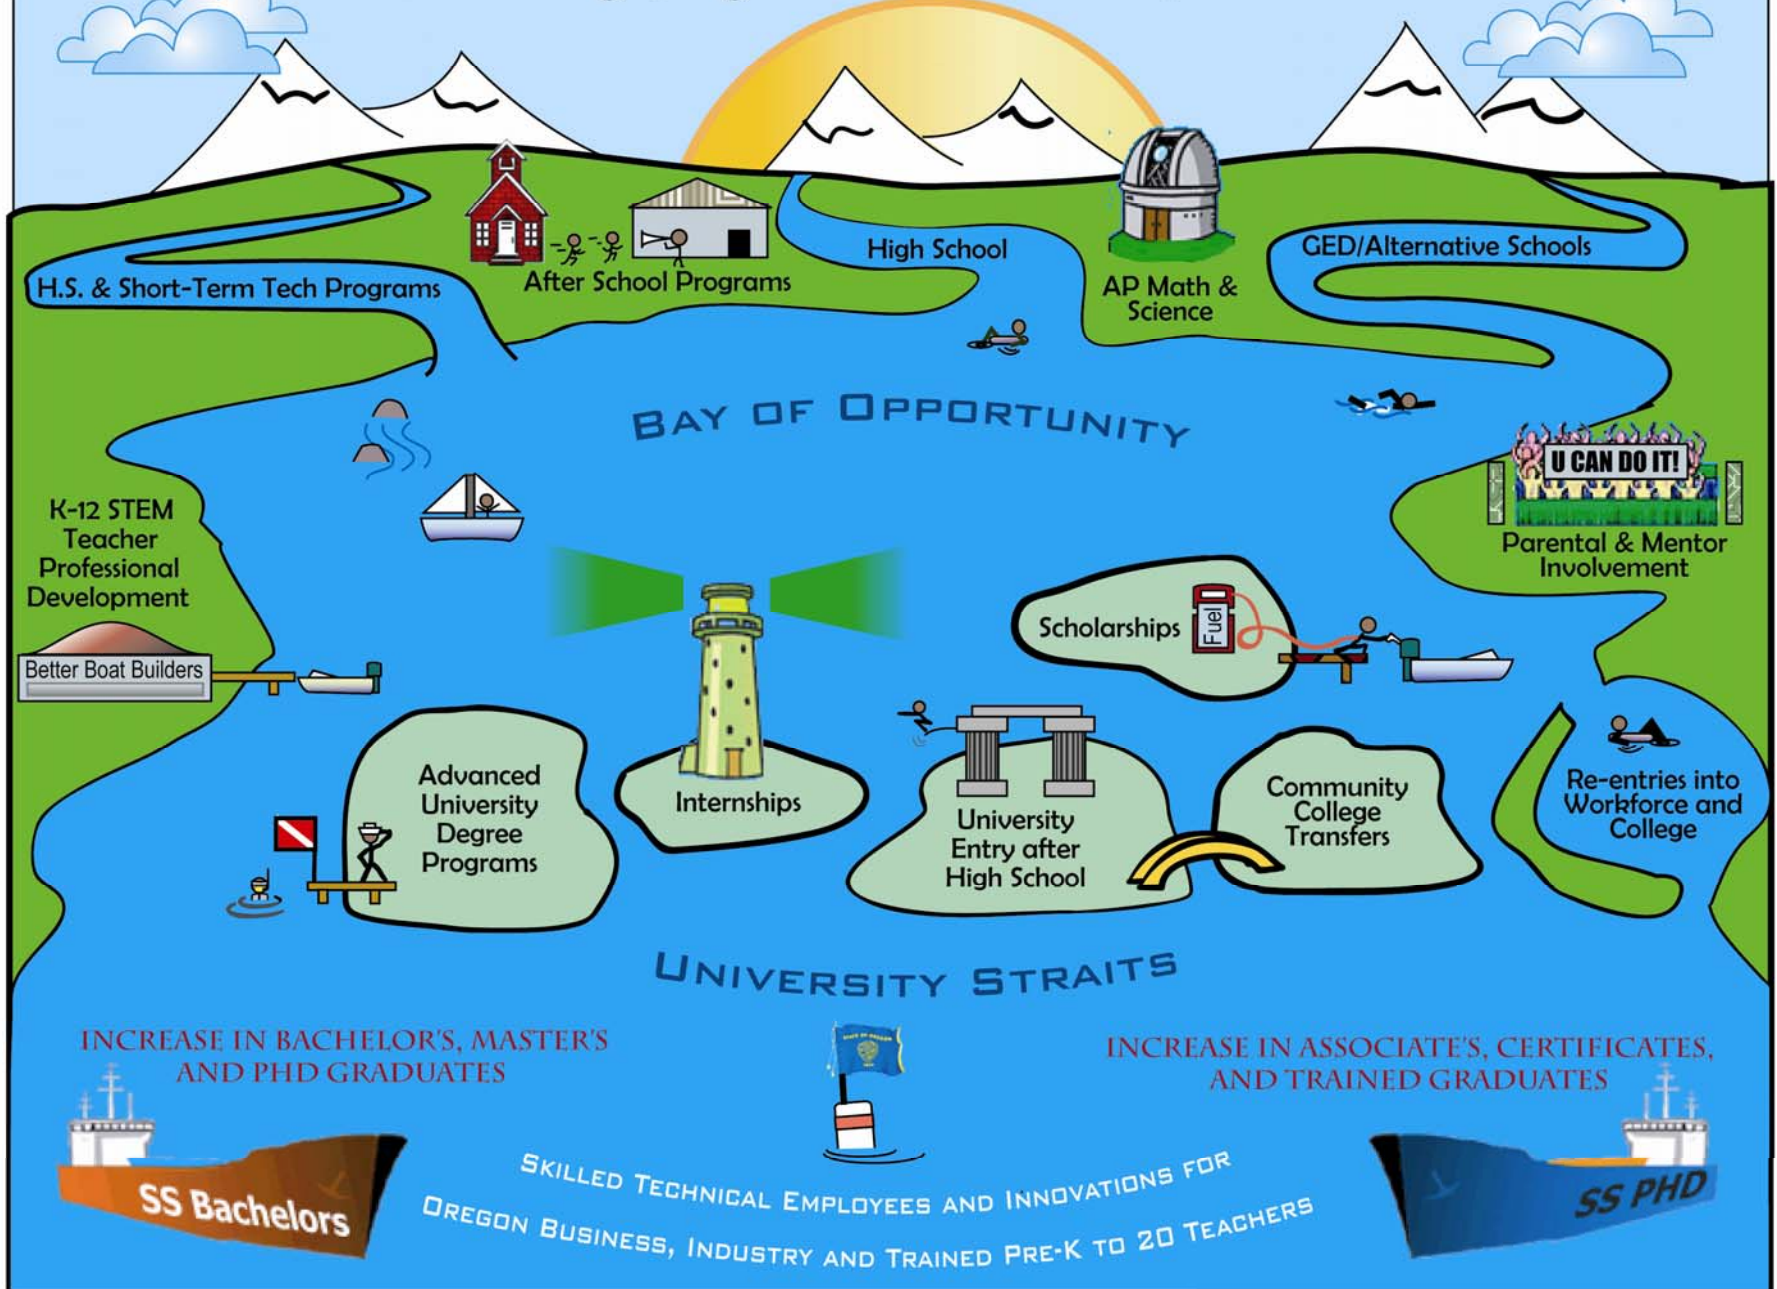 High School
GED/Alternative Schools
H.S. & Short-Term Tech Programs
After School Programs
AP Math &
Science
BAY OF OPPORTUNITY
U CAN DO IT!
Parental & Mentor
Involvement
K-12 STEM
Teacher
Professional
Development
Better Boat Builders
Scholarships
Fuel
Advanced
University
Degree
Programs
Internships
University
Entry after
High School
Community
College
Transfers
Re-entries into
Workforce and
College
UNIVERSITY STRAITS
INCREASE IN BACHELOR'S, MASTER'S
AND PHD GRADUATES
INCREASE IN ASSOCIATE'S, CERTIFICATES,
AND TRAINED GRADUATES
STATE OF OREGON
SS Bachelors
SS PHD
SKILLED TECHNICAL EMPLOYEES AND INNOVATIONS FOR
OREGON BUSINESS, INDUSTRY AND TRAINED PRE-K TO 20 TEACHERS